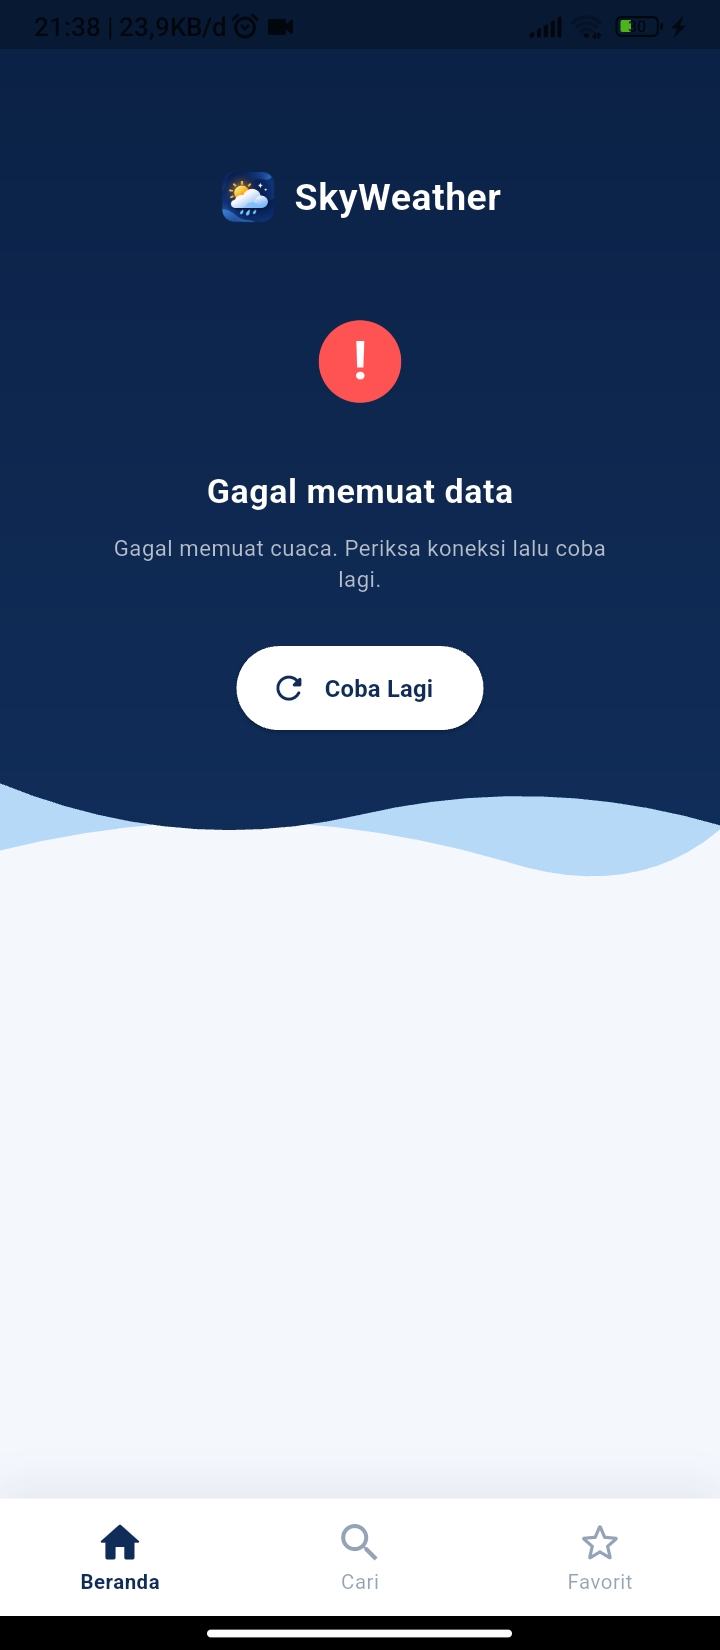 21:38 | 23,9KB/d
30
SkyWeather
!
Gagal memuat data
Gagal memuat cuaca. Periksa koneksi lalu coba
lagi.
Coba Lagi
Beranda
Cari
Favorit